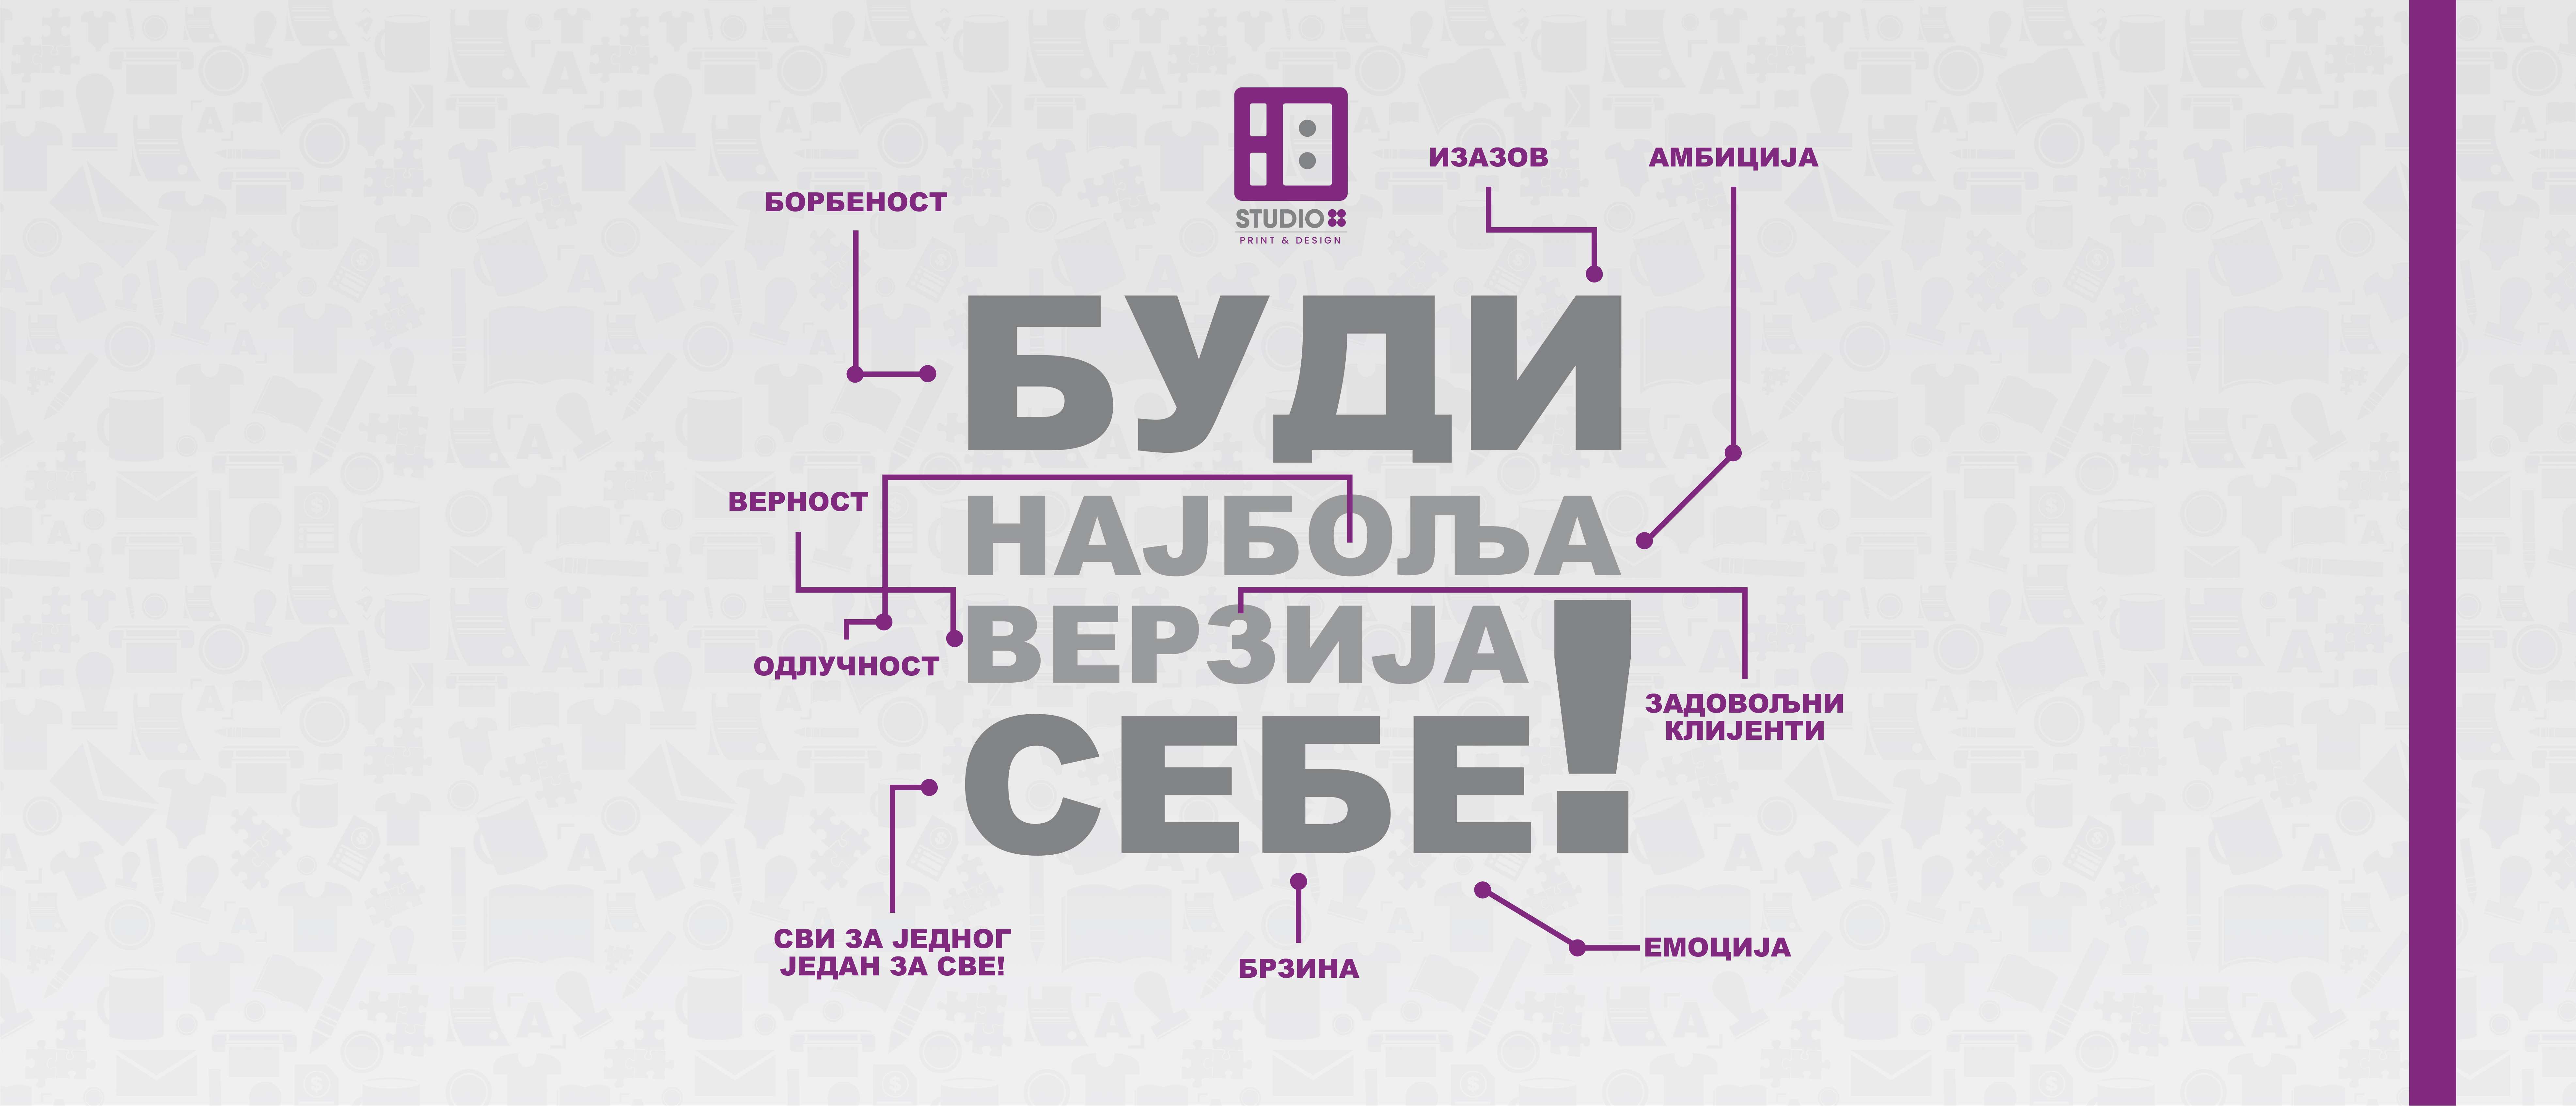 STUDIO
PRINT & DESIGN
ИЗАЗОВ
АМБИЦИЈА
БОРБЕНОСТ
БУДИ
ВЕРНОСТ
НАЈБОЉА
ВЕРЗИЈА
ОДЛУЧНОСТ
ЗАДОВОЉНИ
КЛИЈЕНТИ
СЕБЕ!
СВИ ЗА ЈЕДНОГ
ЈЕДАН ЗА СВЕ!
БРЗИНА
ЕМОЦИЈА